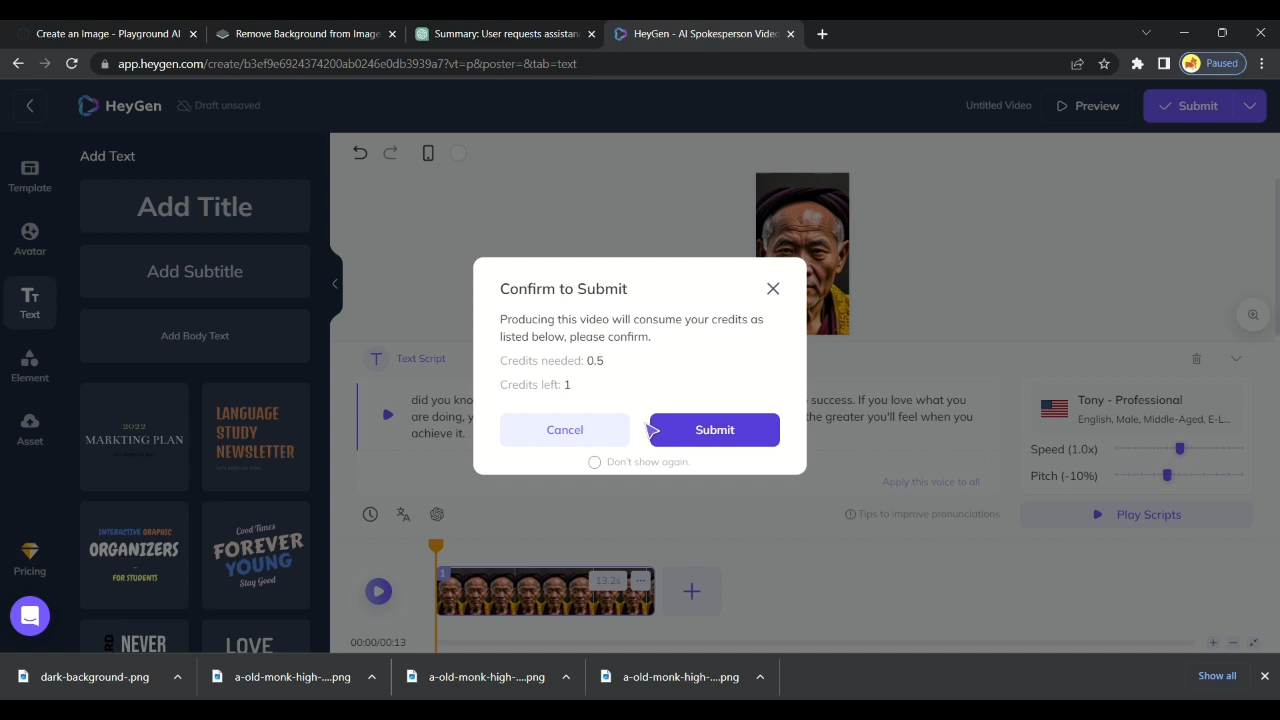 Create an Image - Playground AI
Remove Background from Image
Summary: User requests assistan
HeyGen - AI Spokesperson Video
app.heygen.com/create/b3ef9e6924374200ab0246e0db3939a7?vt=p&poster=&tab=text
Paused
HeyGen
Draft unsaved
Untitled Video
Preview
Submit
Template
Avatar
Text
Element
Asset
Pricing
Add Text
Add Title
Add Subtitle
Add Body Text
2022
MARKTING PLAN
LANGUAGE
STUDY
NEWSLETTER
INTERACTIVE GRAPHIC
ORGANIZERS
FOR STUDENTS
Good Times
FOREVER
YOUNG
Stay Good
NEVER
LOVE
Confirm to Submit
Producing this video will consume your credits as
listed below, please confirm.
Credits needed: 0.5
Credits left: 1
Cancel
Submit
Don't show again.
Text Script
did you kno
success. If you love what you
are doing, y
the greater you'll feel when you
achieve it.
Apply this voice to all
Tips to improve pronunciations
Tony - Professional
English, Male, Middle-Aged, E-L...
Speed (1.0x)
Pitch (-10%)
Play Scripts
1
13.2s
00:00/00:13
dark-background-.png
a-old-monk-high-....png
a-old-monk-high-....png
a-old-monk-high-....png
Show all